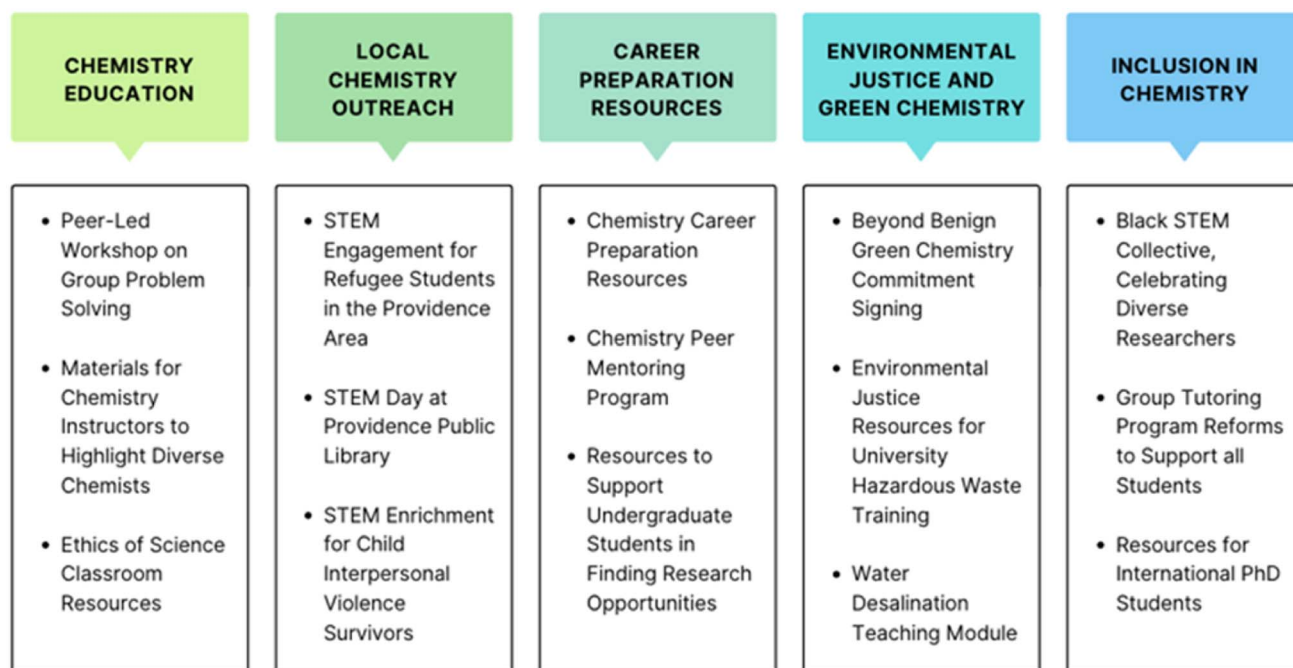 CHEMISTRY
EDUCATION
• Peer-Led
Workshop on
Group Problem
Solving
• Materials for
Chemistry
Instructors to
Highlight Diverse
Chemists
• Ethics of Science
Classroom
Resources
LOCAL
CHEMISTRY
OUTREACH
• STEM
Engagement for
Refugee Students
in the Providence
Area
• STEM Day at
Providence Public
Library
• STEM Enrichment
for Child
Interpersonal
Violence
Survivors
CAREER
PREPARATION
RESOURCES
• Chemistry Career
Preparation
Resources
• Chemistry Peer
Mentoring
Program
• Resources to
Support
Undergraduate
Students in
Finding Research
Opportunities
ENVIRONMENTAL
JUSTICE AND
GREEN CHEMISTRY
• Beyond Benign
Green Chemistry
Commitment
Signing
• Environmental
Justice
Resources for
University
Hazardous Waste
Training
• Water
Desalination
Teaching Module
INCLUSION IN
CHEMISTRY
• Black STEM
Collective,
Celebrating
Diverse
Researchers
• Group Tutoring
Program Reforms
to Support all
Students
• Resources for
International PhD
Students